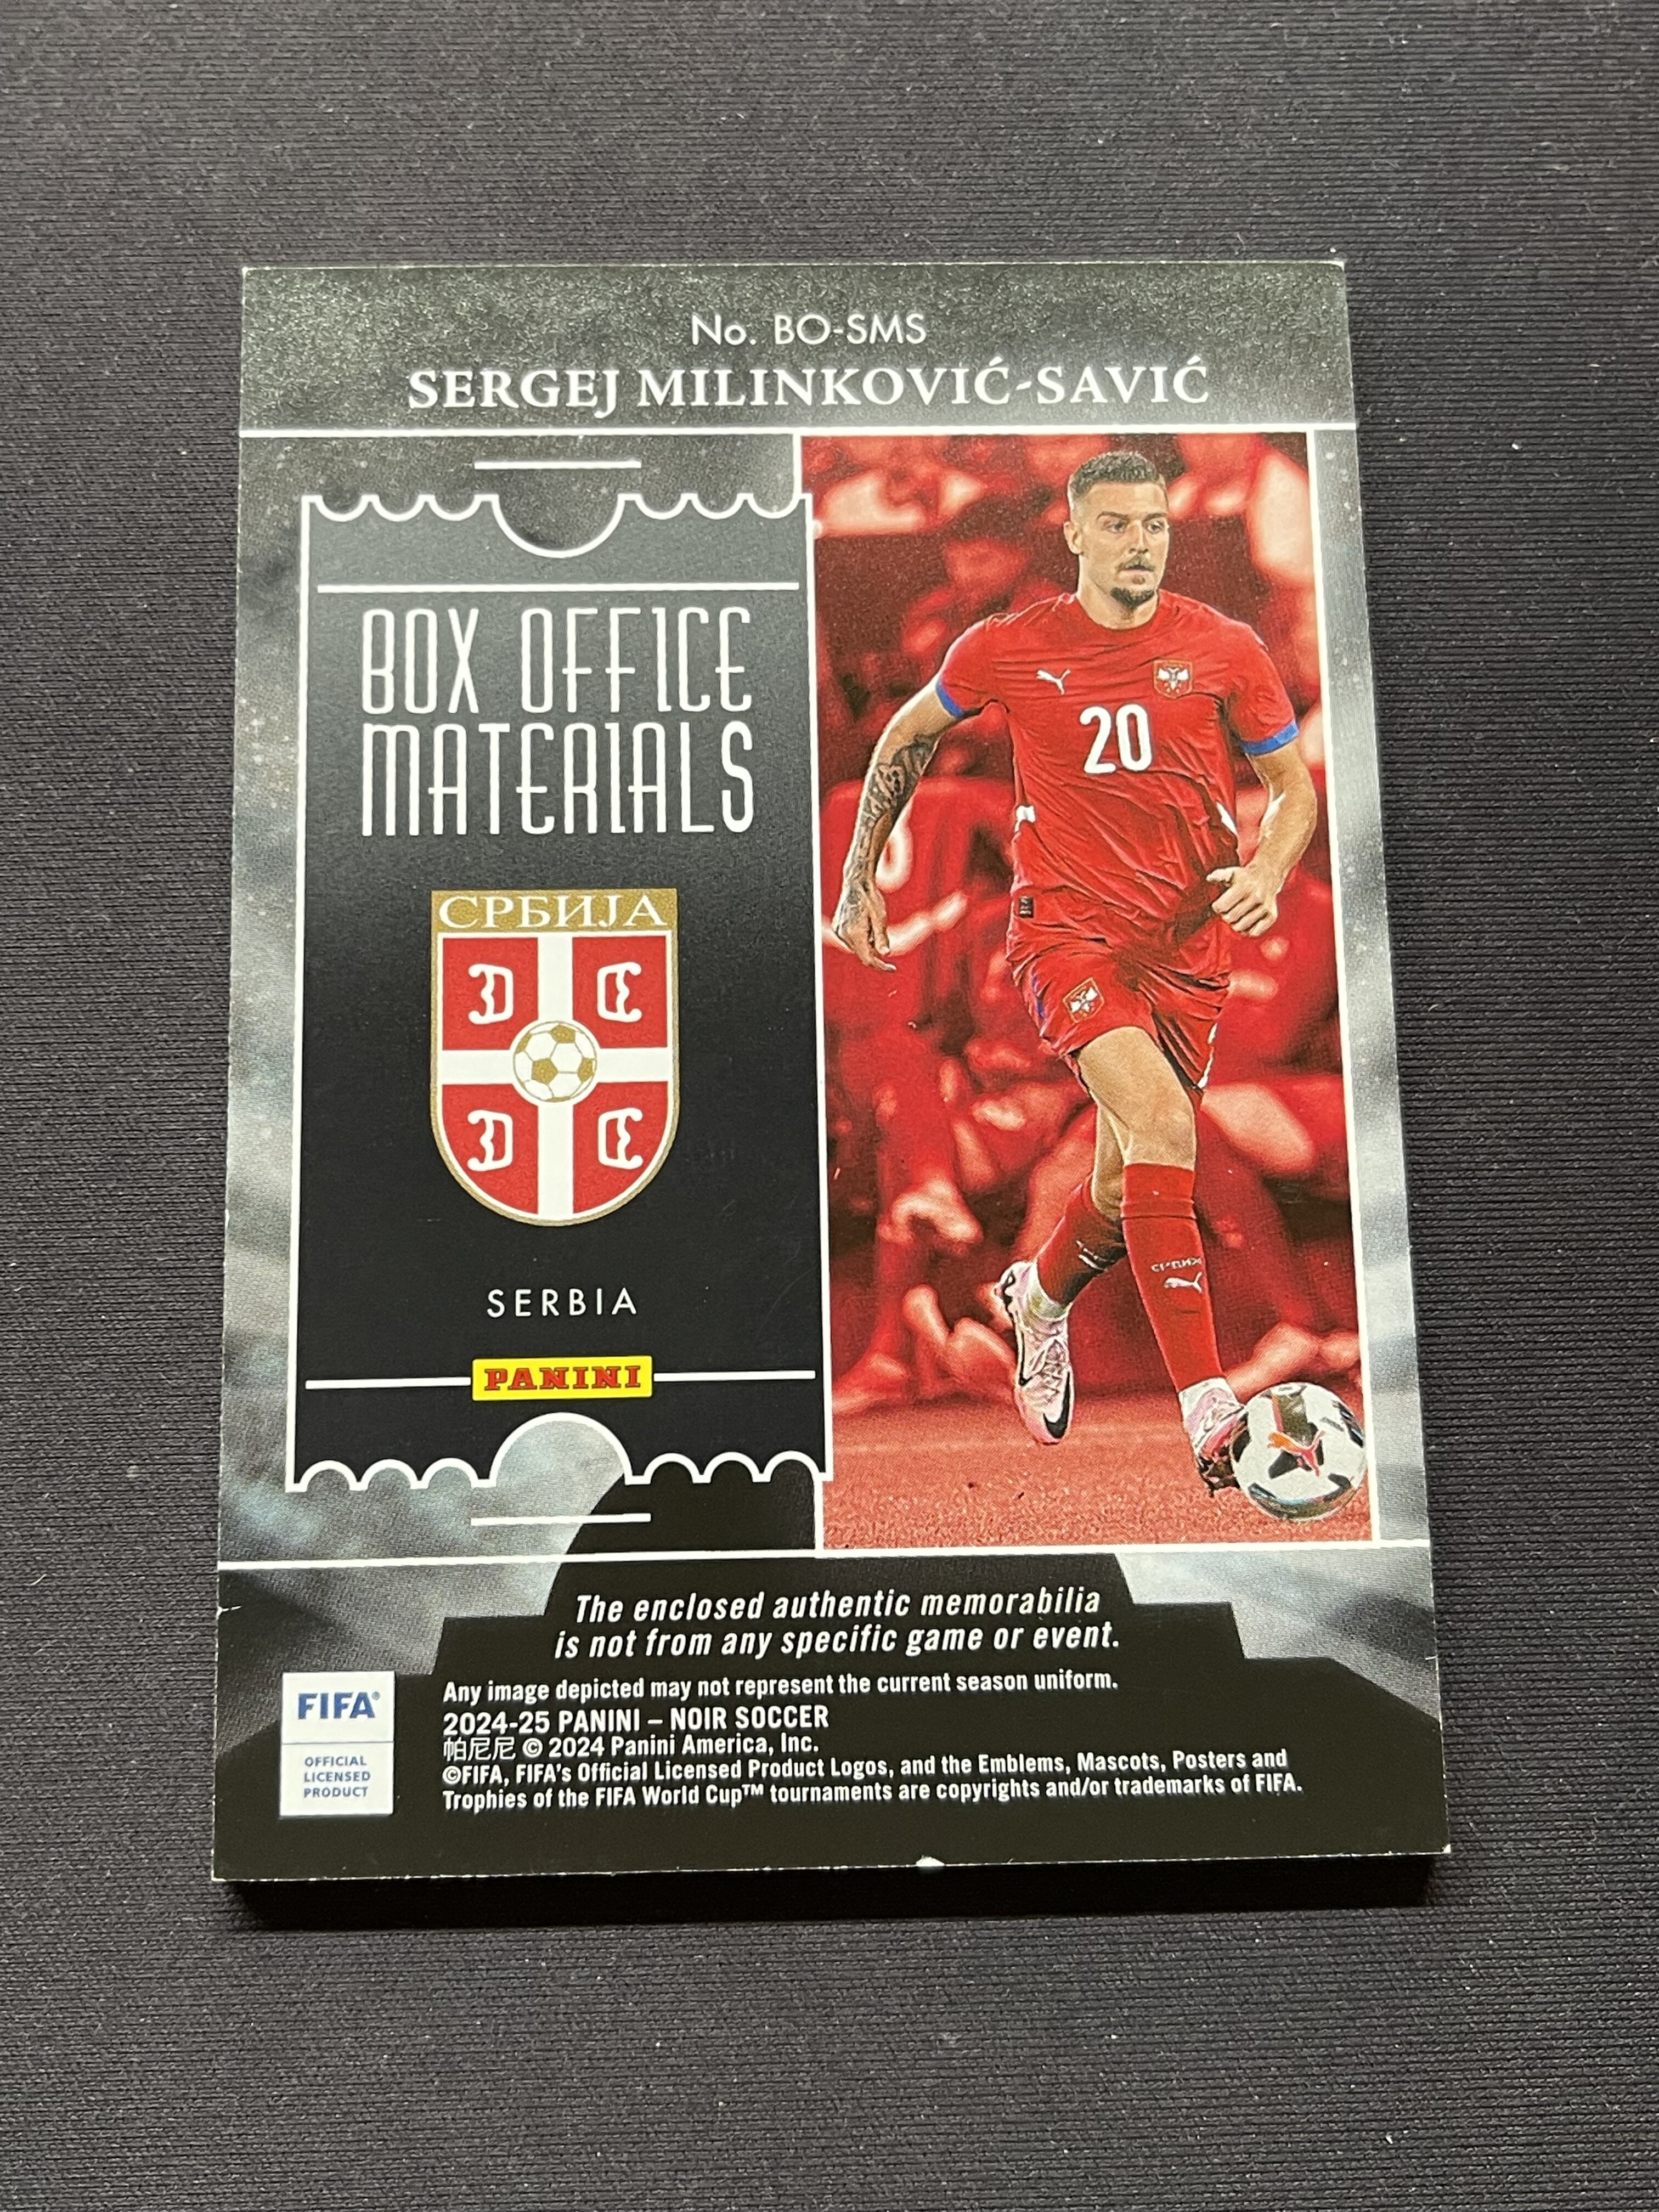 No. BO-SMS
SERGEJ MILINKOVIĆ-SAVIĆ
BOX OFFICE
MATERIALS
СРБИЈА
SERBIA
PANINI
20
СРБИЈА
The enclosed authentic memorabilia
is not from any specific game or event.
FIFA®
OFFICIAL
LICENSED
PRODUCT
Any image depicted may not represent the current season uniform.
2024-25 PANINI – NOIR SOCCER
帕尼尼 © 2024 Panini America, Inc.
©FIFA, FIFA's Official Licensed Product Logos, and the Emblems, Mascots, Posters and
Trophies of the FIFA World Cup™ tournaments are copyrights and/or trademarks of FIFA.